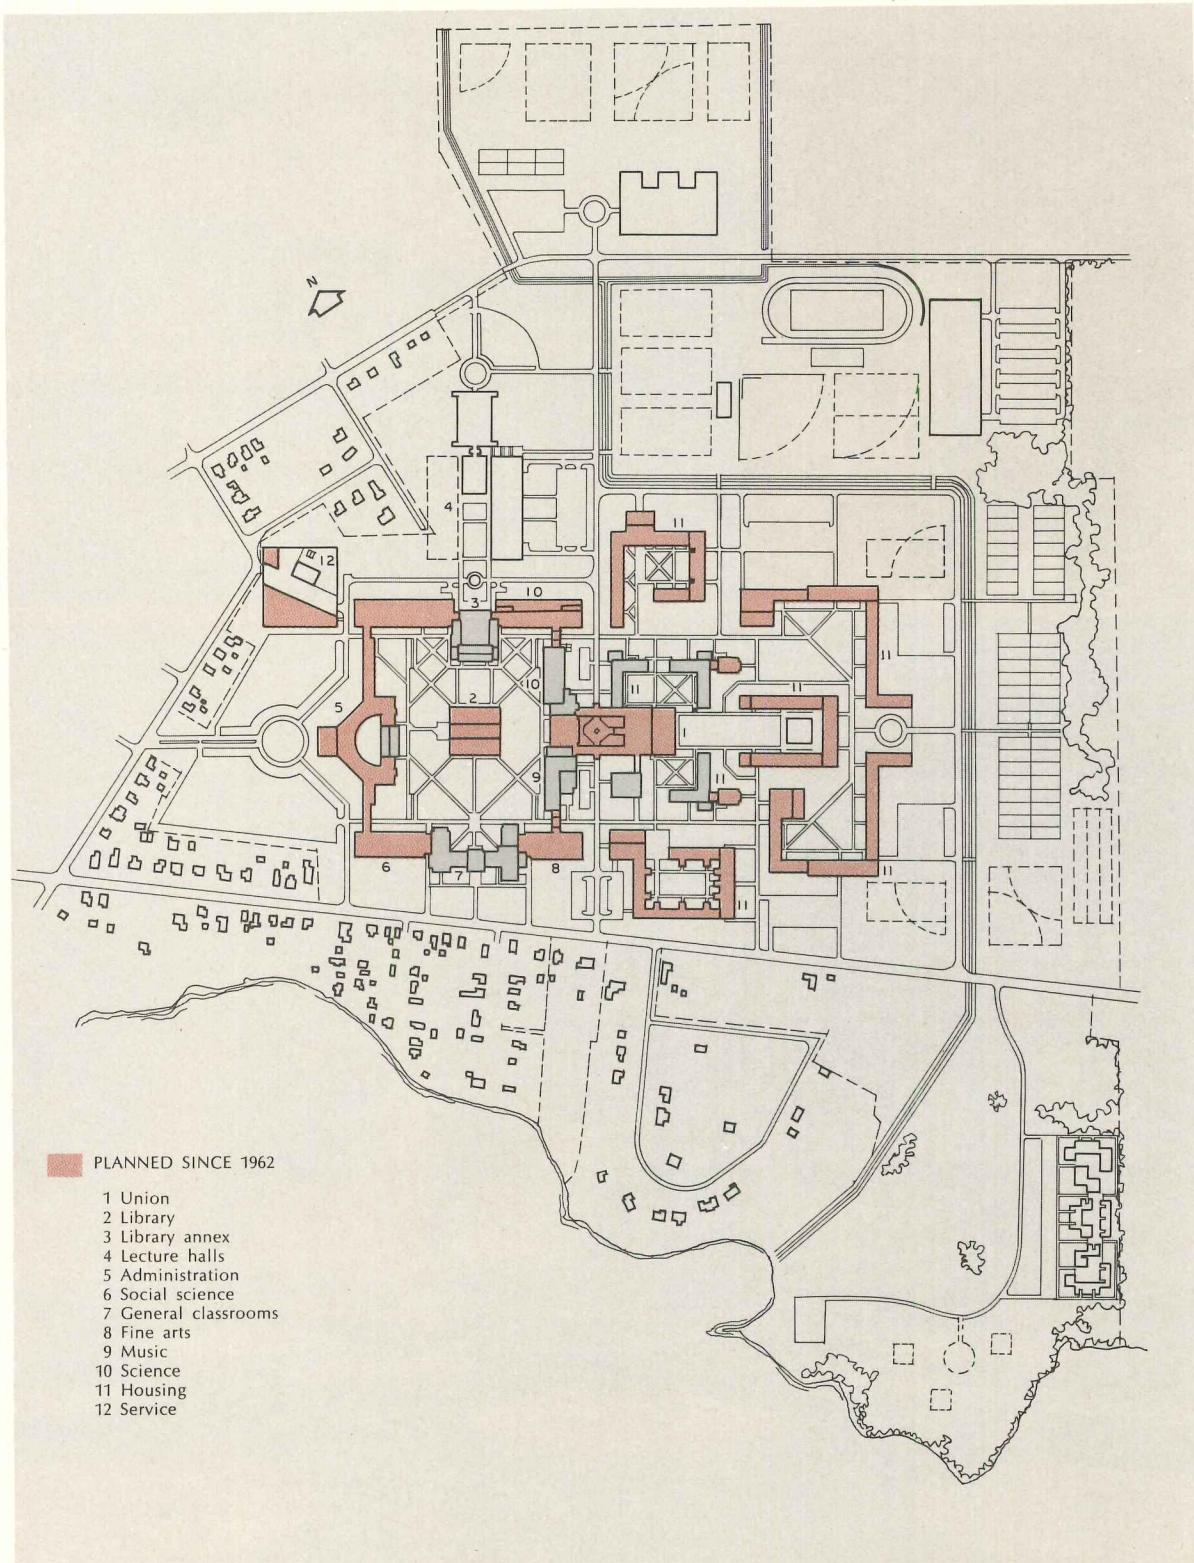 N
11
12
3
10
4
5
2
10
11
11
11
1
9
11
6
7
8
11
11
PLANNED SINCE 1962
1 Union
2 Library
3 Library annex
4 Lecture halls
5 Administration
6 Social science
7 General classrooms
8 Fine arts
9 Music
10 Science
11 Housing
12 Service